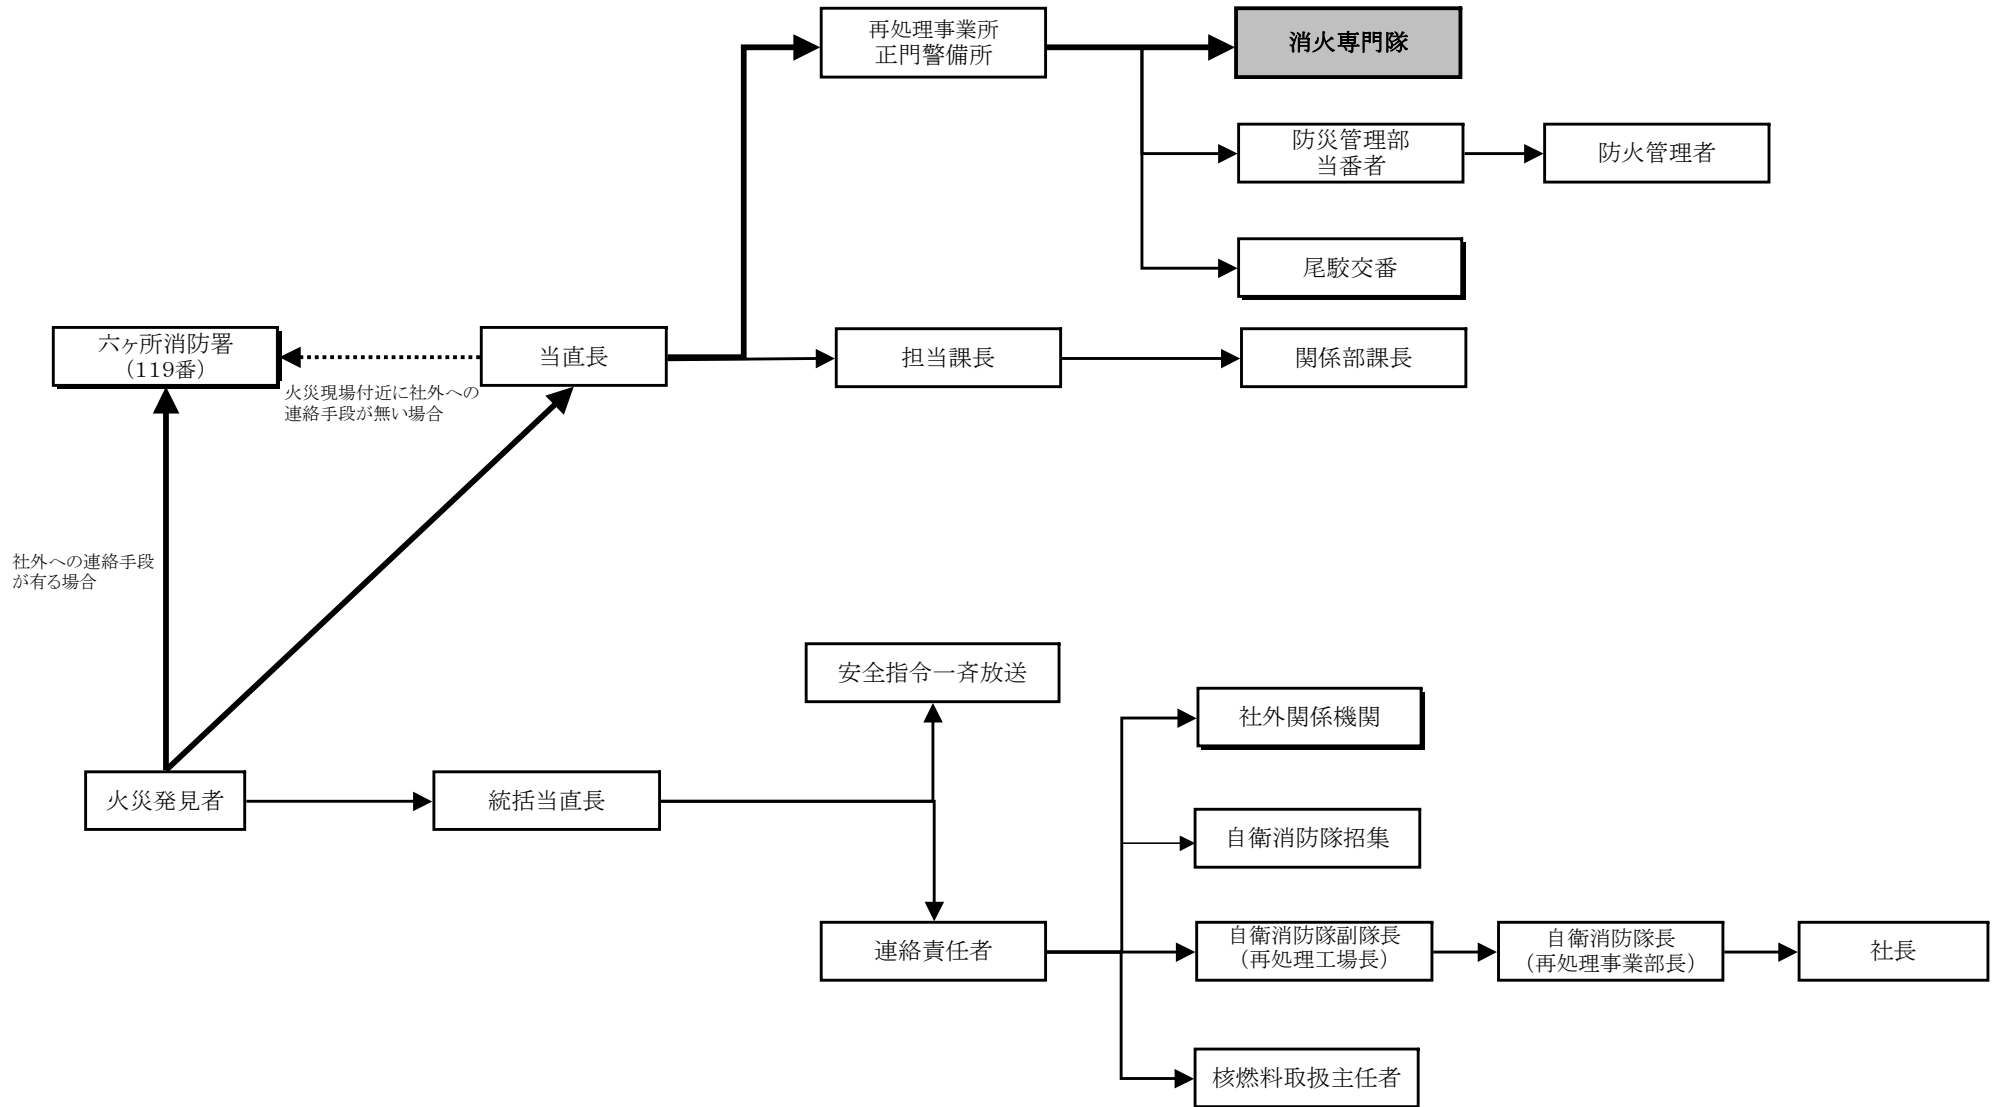 再処理事業所
正門警備所
消火専門隊
防災管理部
当番者
防火管理者
尾駮交番
六ヶ所消防署
（119番）
当直長
担当課長
関係部課長
火災現場付近に社外への
連絡手段が無い場合
社外への連絡手段
が有る場合
安全指令一斉放送
社外関係機関
火災発見者
統括当直長
自衛消防隊招集
連絡責任者
自衛消防隊副隊長
（再処理工場長）
自衛消防隊長
（再処理事業部長）
社長
核燃料取扱主任者